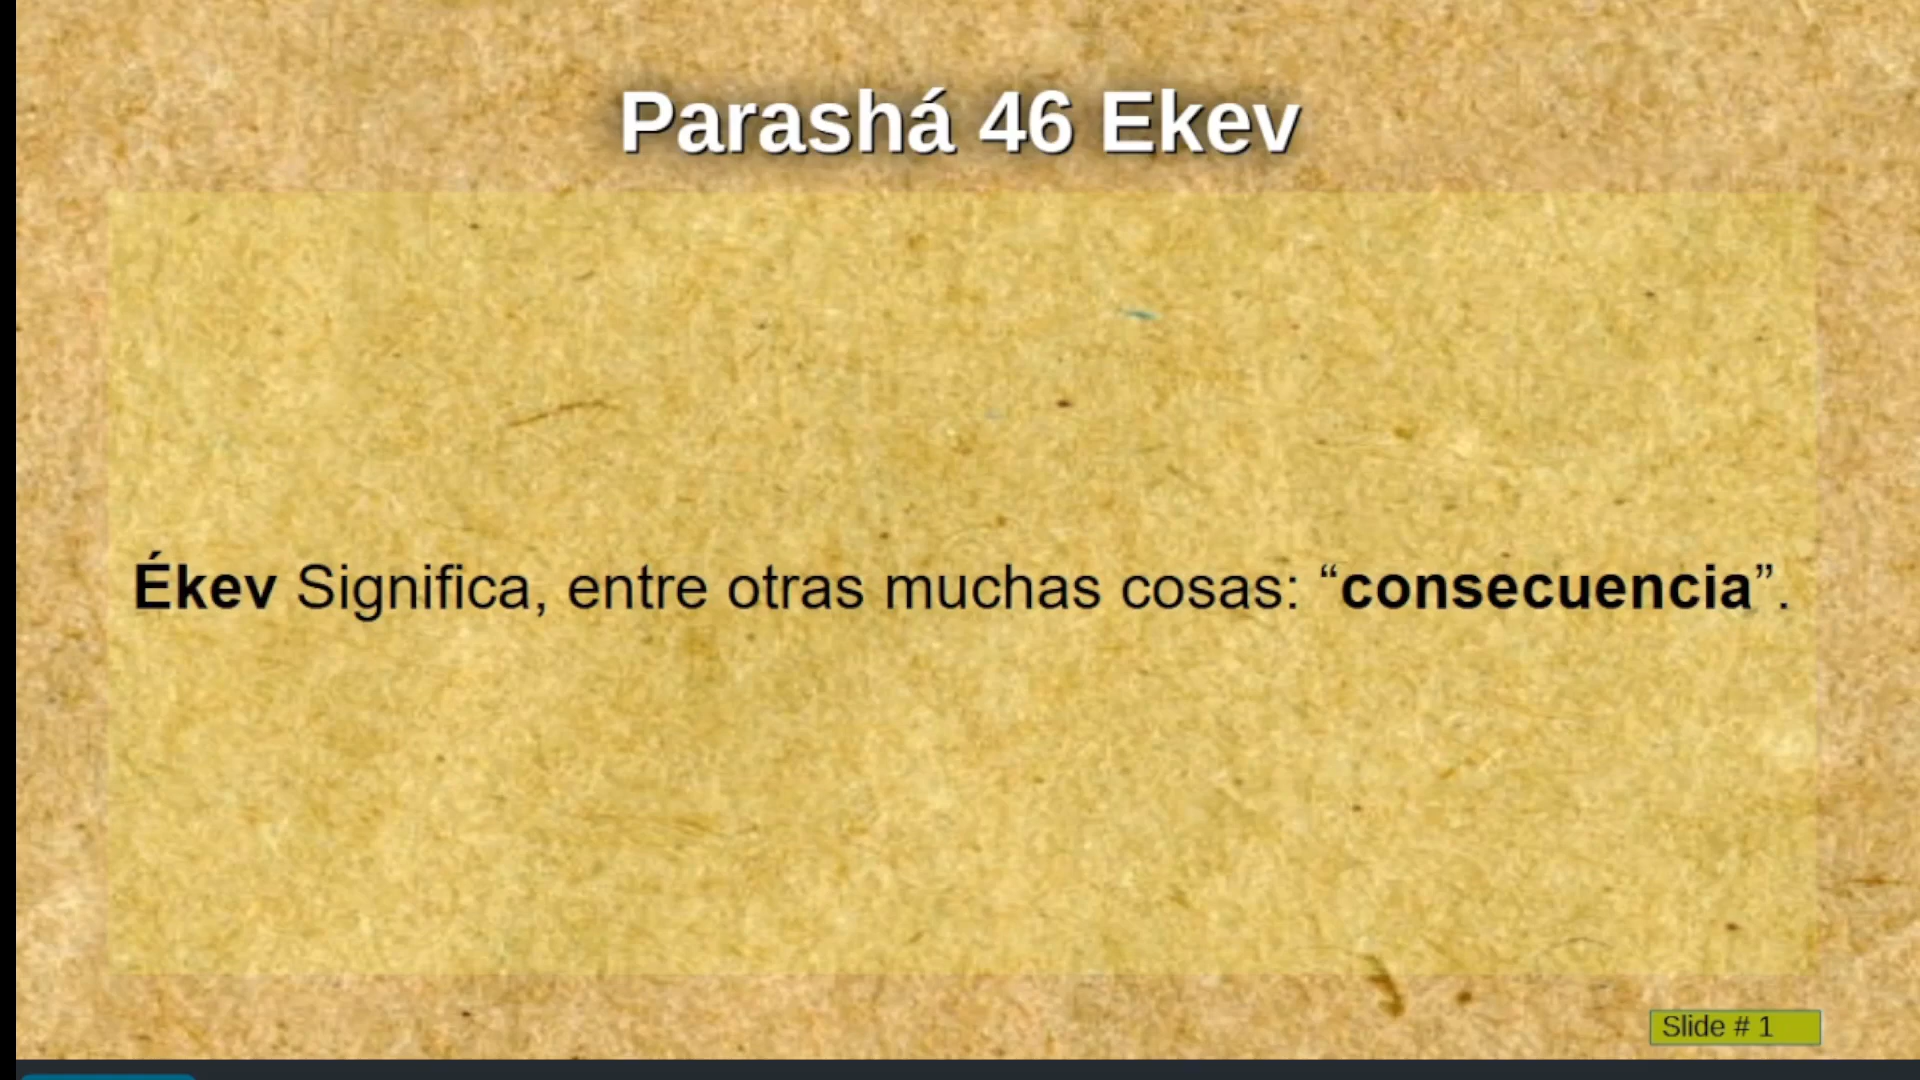 Parashá 46 Ekev
Ékev Significa, entre otras muchas cosas: “consecuencia”.
Slide # 1